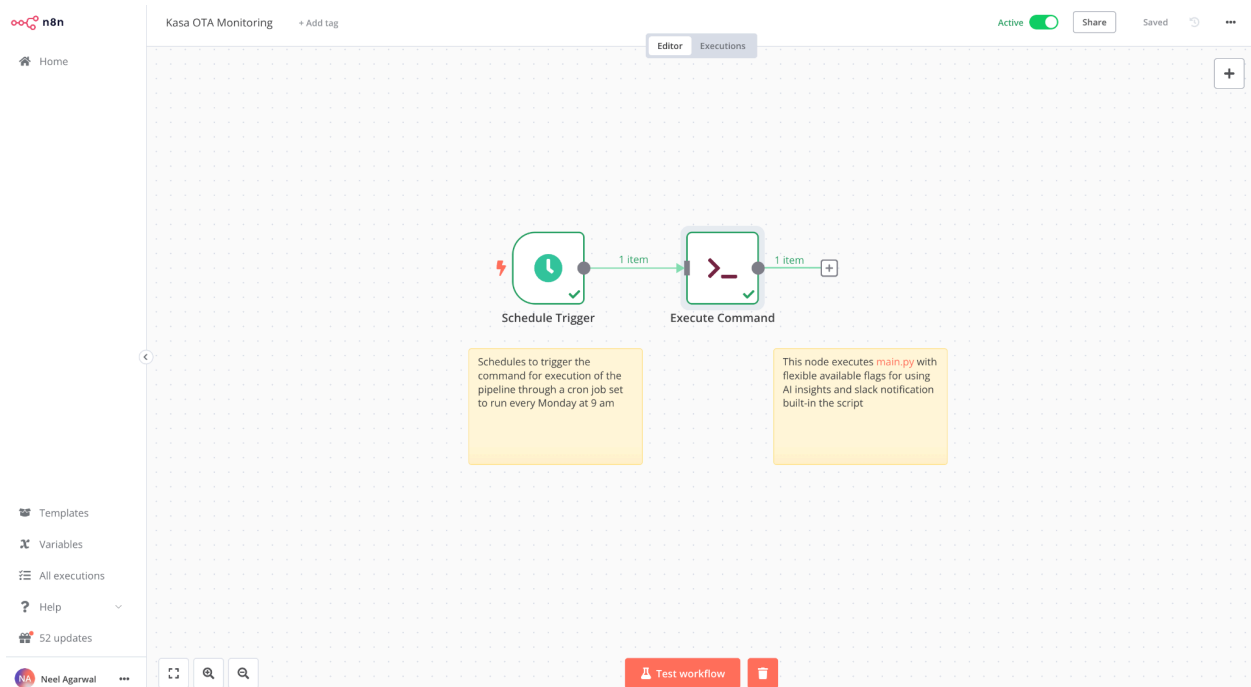 n8n
Kasa OTA Monitoring
+ Add tag
Active
Share
Saved
Editor
Executions
Home
1 item
1 item
Schedule Trigger
Execute Command
Schedules to trigger the
command for execution of the
pipeline through a cron job set
to run every Monday at 9 am
This node executes main.py with
flexible available flags for using
AI insights and slack notification
built-in the script
Templates
Variables
All executions
Help
52 updates
NA
Neel Agarwal
Test workflow